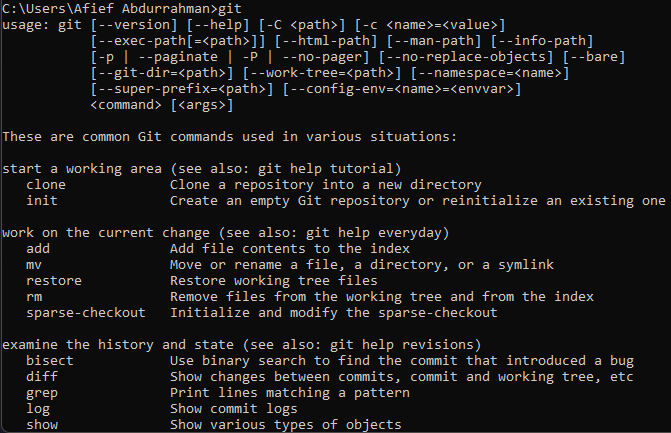 C:\Users\Afief Abdurrahman>git
usage: git [--version] [--help] [-C <path>] [-c <name>=<value>]
           [--exec-path[=<path>]] [--html-path] [--man-path] [--info-path]
           [-p | --paginate | -P | --no-pager] [--no-replace-objects] [--bare]
           [--git-dir=<path>] [--work-tree=<path>] [--namespace=<name>]
           [--super-prefix=<path>] [--config-env=<name>=<envvar>]
           <command> [<args>]

These are common Git commands used in various situations:

start a working area (see also: git help tutorial)
   clone             Clone a repository into a new directory
   init              Create an empty Git repository or reinitialize an existing one

work on the current change (see also: git help everyday)
   add               Add file contents to the index
   mv                Move or rename a file, a directory, or a symlink
   restore           Restore working tree files
   rm                Remove files from the working tree and from the index
   sparse-checkout   Initialize and modify the sparse-checkout

examine the history and state (see also: git help revisions)
   bisect            Use binary search to find the commit that introduced a bug
   diff              Show changes between commits, commit and working tree, etc
   grep              Print lines matching a pattern
   log               Show commit logs
   show              Show various types of objects